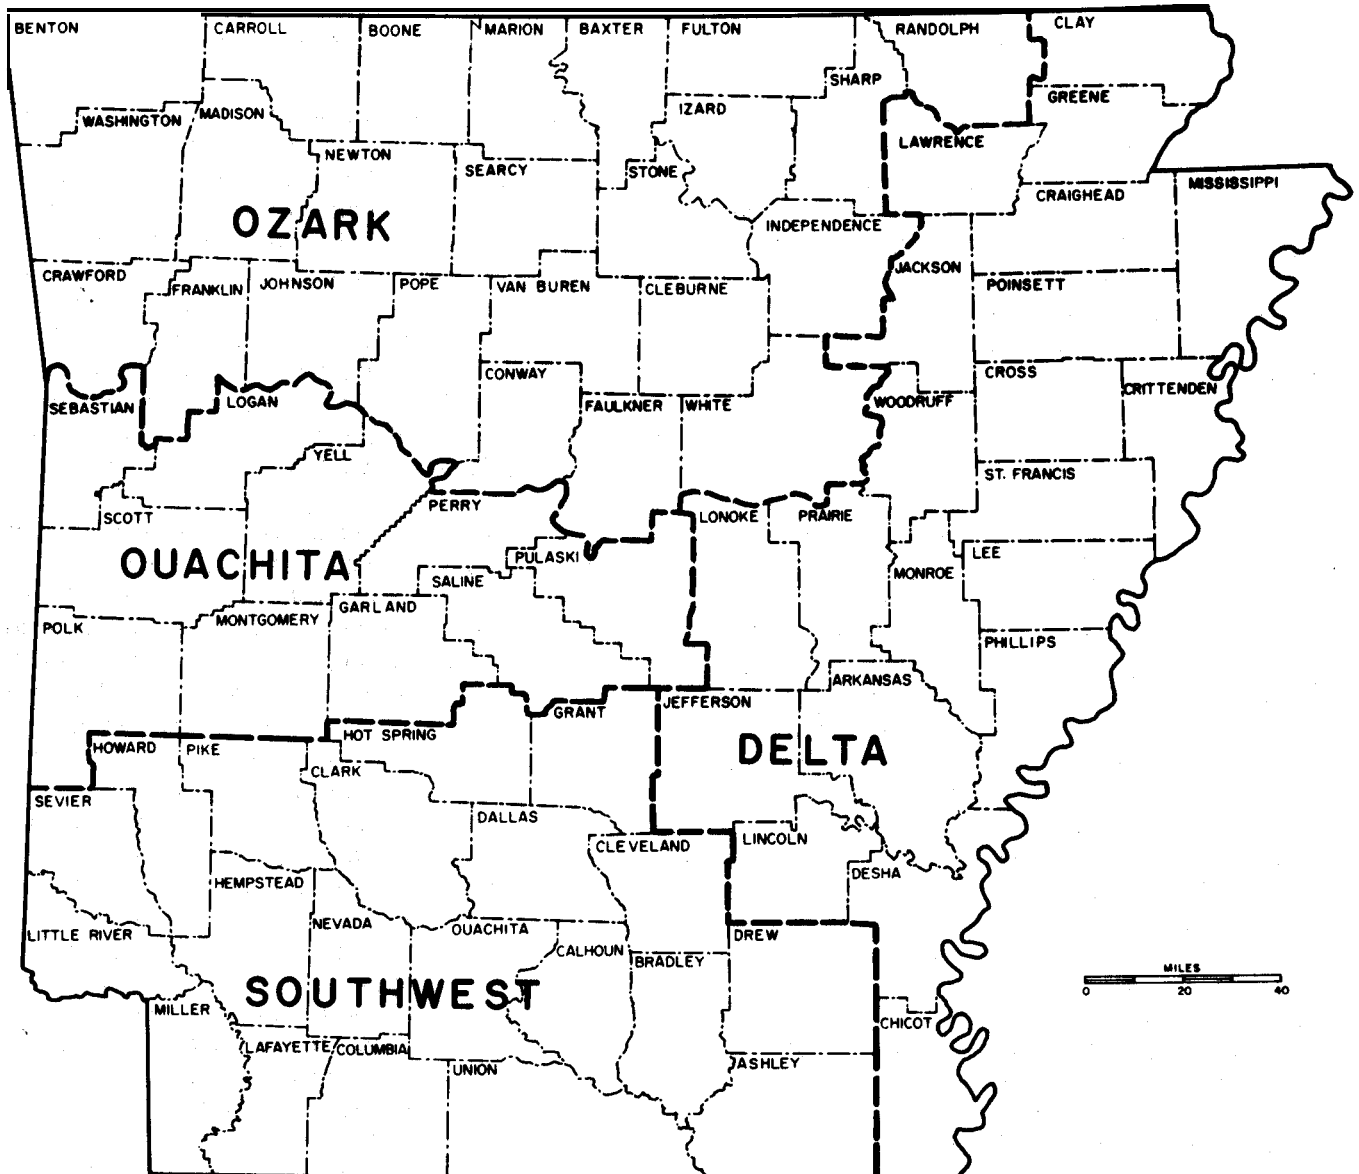 BENTON
CARROLL
BOONE
MARION
BAXTER
FULTON
RANDOLPH
CLAY
SHARP
GREENE
WASHINGTON
MADISON
IZARD
LAWRENCE
NEWTON
SEARCY
STONE
CRAIGHEAD
MISSISSIPPI
OZARK
INDEPENDENCE
CRAWFORD
FRANKLIN
JOHNSON
POPE
VAN BUREN
CLEBURNE
JACKSON
POINSETT
CONWAY
CROSS
CRITTENDEN
SEBASTIAN
LOGAN
FAULKNER
WHITE
WOODRUFF
YELL
ST. FRANCIS
SCOTT
PERRY
LONOKE
PRAIRIE
OUACHITA
PULASKI
LEE
SALINE
MONROE
POLK
MONTGOMERY
GARLAND
PHILLIPS
ARKANSAS
GRANT
JEFFERSON
HOWARD
PIKE
HOT SPRING
DELTA
CLARK
SEVIER
DALLAS
CLEVELAND
LINCOLN
HEMPSTEAD
DESHA
LITTLE RIVER
NEVADA
OUACHITA
DREW
CALHOUN
BRADLEY
MILES
SOUTHWEST
0 20 40
MILLER
CHICOT
LAFAYETTE
COLUMBIA
UNION
ASHLEY